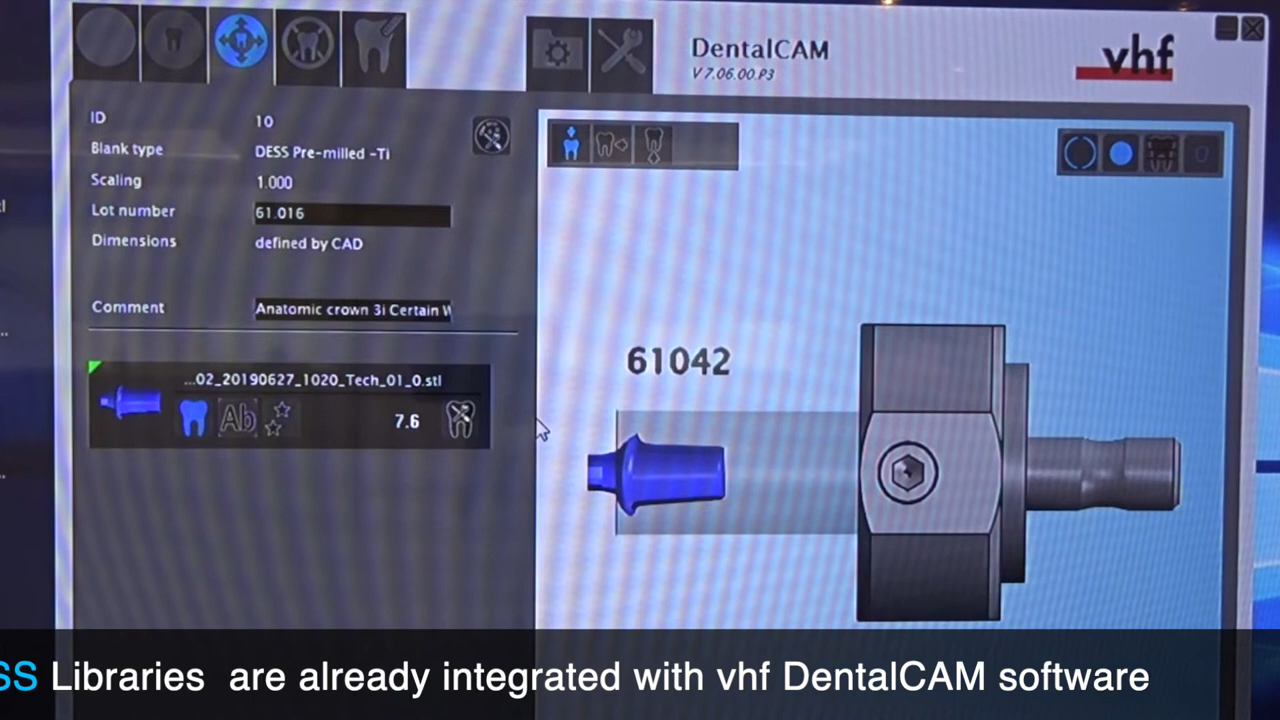 DentalCAM
V 7.06.00.P3
vhf
ID 10
Blank type DESS Pre-milled -Ti
Scaling 1.000
Lot number 61.016
Dimensions defined by CAD
Comment Anatomic crown 3i Certain
...02_20190627_1020_Tech_01_0.stl
Ab 7.6
61042
SS Libraries are already integrated with vhf DentalCAM software